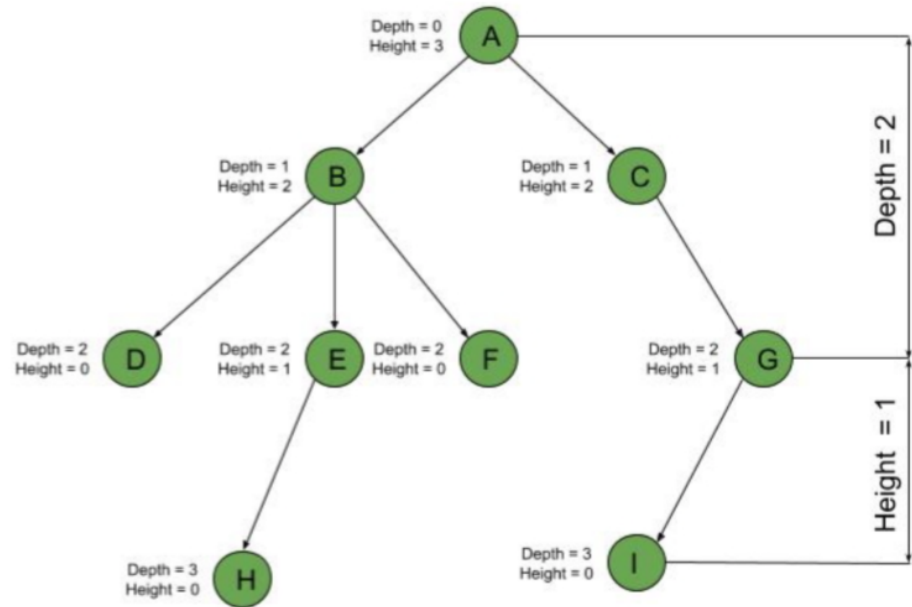 Depth = 0
Height = 3
A
Depth = 1
Height = 2
B
Depth = 1
Height = 2
C
Depth = 2
Depth = 2
Height = 0
D
Depth = 2
Height = 1
E
Depth = 2
Height = 0
F
Depth = 2
Height = 1
G
Height = 1
Depth = 3
Height = 0
H
Depth = 3
Height = 0
I